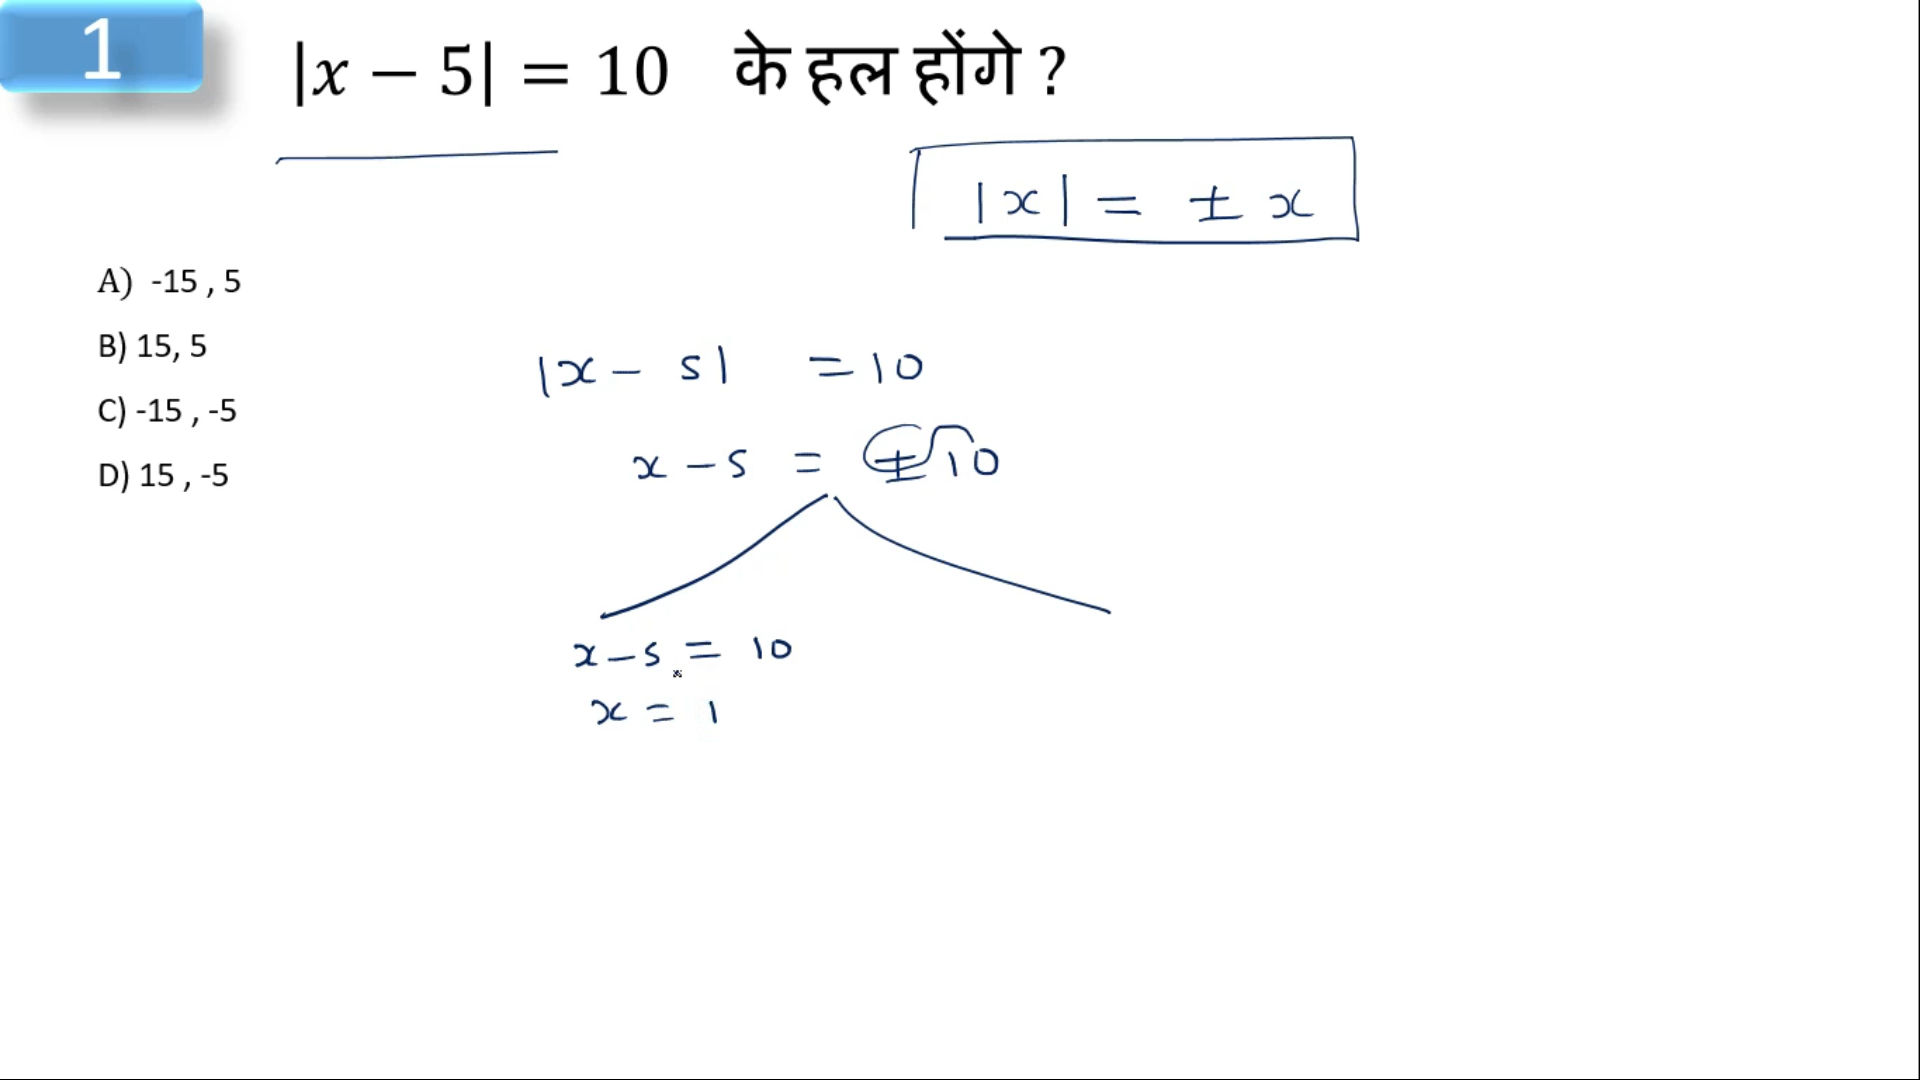 1
|x − 5| = 10 के हल होंगे ?
|x| = ± x
A) -15 , 5
B) 15, 5
C) -15 , -5
D) 15 , -5
|x - 5| = 10
x - 5 = ± 10
x - 5 = 10
x = 1